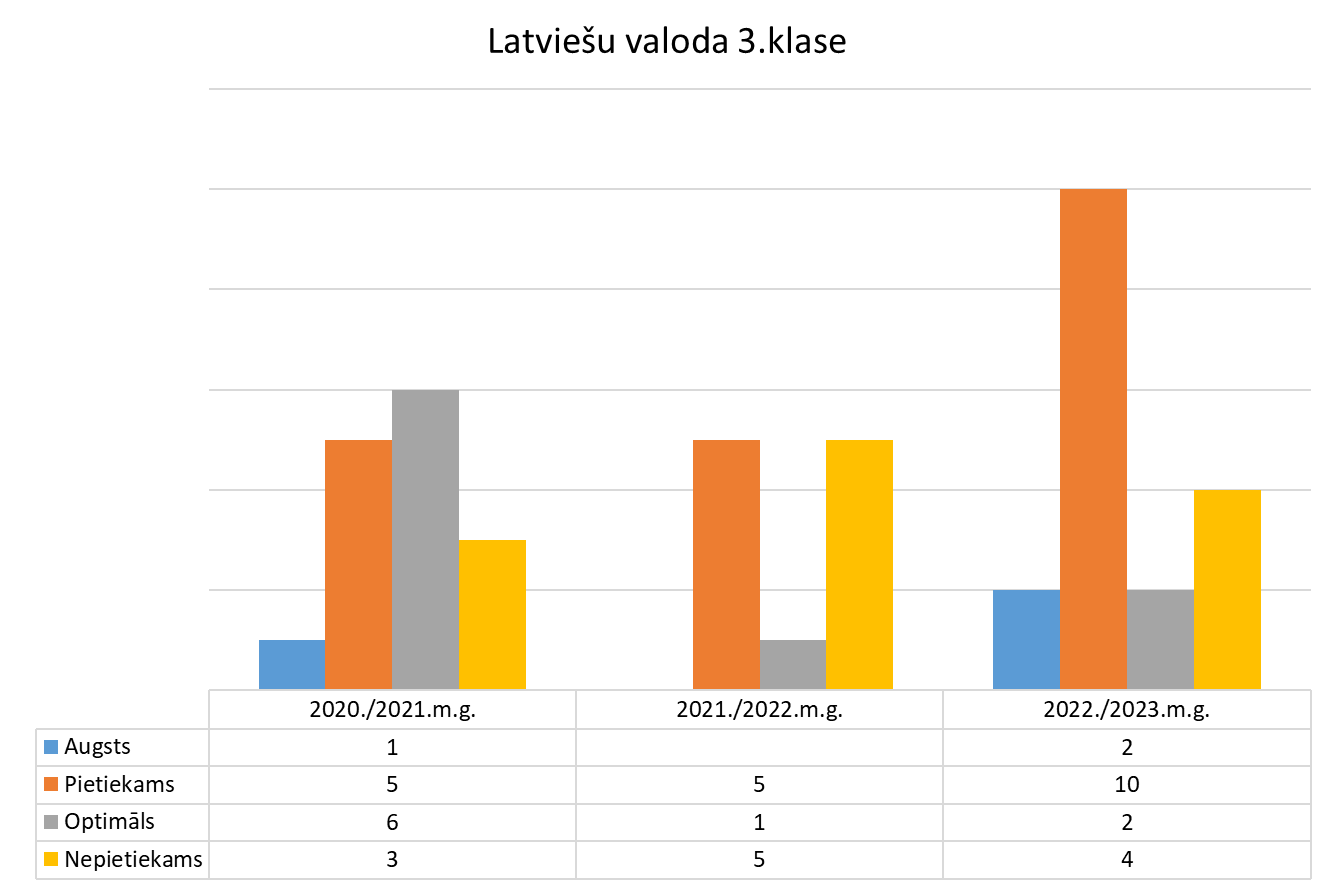 Latviešu valoda 3.klase
2020./2021.m.g. 2021./2022.m.g. 2022./2023.m.g.
Augsts 1 2
Pietiekams 5 5 10
Optimāls 6 1 2
Nepietiekams 3 5 4